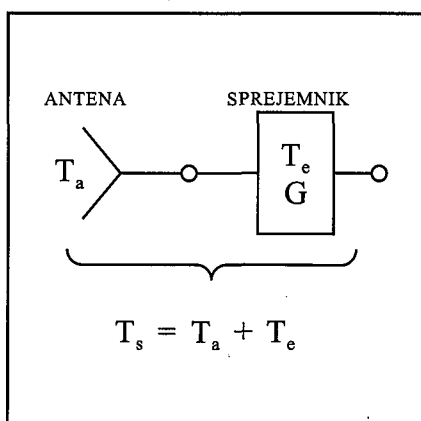 ANTENA SPREJEMNIK
Tₐ Tₑ
G
Tₛ = Tₐ + Tₑ